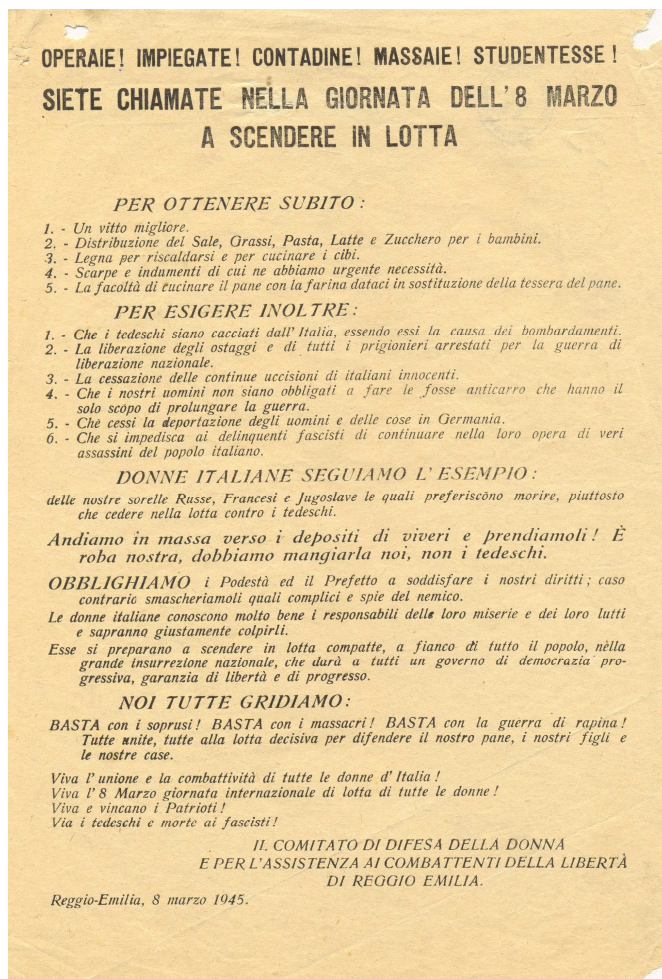 OPERAIE! IMPIEGATE! CONTADINE! MASSAIE! STUDENTESSE!
SIETE CHIAMATE NELLA GIORNATA DELL'8 MARZO
A SCENDERE IN LOTTA
PER OTTENERE SUBITO:
1. - Un vitto migliore.
2. - Distribuzione del Sale, Grassi, Pasta, Latte e Zucchero per i bambini.
3. - Legna per riscaldarsi e per cucinare i cibi.
4. - Scarpe e indumenti di cui ne abbiamo urgente necessità.
5. - La facoltà di cucinare il pane con la farina dataci in sostituzione della tessera del pane.
PER ESIGERE INOLTRE:
1. - Che i tedeschi siano cacciati dall'Italia, essendo essi la causa dei bombardamenti.
2. - La liberazione degli ostaggi e di tutti i prigionieri arrestati per la guerra di
liberazione nazionale.
3. - La cessazione delle continue uccisioni di italiani innocenti.
4. - Che i nostri uomini non siano obbligati a fare le fosse anticarro che hanno il
solo scopo di prolungare la guerra.
5. - Che cessi la deportazione degli uomini e delle cose in Germania.
6. - Che si impedisca ai delinquenti fascisti di continuare nella loro opera di veri
assassini del popolo italiano.
DONNE ITALIANE SEGUIAMO L'ESEMPIO:
delle nostre sorelle Russe, Francesi e Jugoslave le quali preferiscono morire, piuttosto
che cedere nella lotta contro i tedeschi.
Andiamo in massa verso i depositi di viveri e prendiamoli! È
roba nostra, dobbiamo mangiarla noi, non i tedeschi.
OBBLIGHIAMO i Podestà ed il Prefetto a soddisfare i nostri diritti; caso
contrario smascheriamoli quali complici e spie del nemico.
Le donne italiane conoscono molto bene i responsabili delle loro miserie e dei loro lutti
e sapranno giustamente colpirli.
Esse si preparano a scendere in lotta compatte, a fianco di tutto il popolo, nella
grande insurrezione nazionale, che darà a tutti un governo di democrazia pro-
gressiva, garanzia di libertà e di progresso.
NOI TUTTE GRIDIAMO:
BASTA con i soprusi! BASTA con i massacri! BASTA con la guerra di rapina!
Tutte unite, tutte alla lotta decisiva per difendere il nostro pane, i nostri figli e
le nostre case.
Viva l'unione e la combattività di tutte le donne d'Italia!
Viva l'8 Marzo giornata internazionale di lotta di tutte le donne!
Viva e vincano i Patrioti!
Via i tedeschi e morte ai fascisti!
IL COMITATO DI DIFESA DELLA DONNA
E PER L'ASSISTENZA AI COMBATTENTI DELLA LIBERTÀ
DI REGGIO EMILIA.
Reggio-Emilia, 8 marzo 1945.